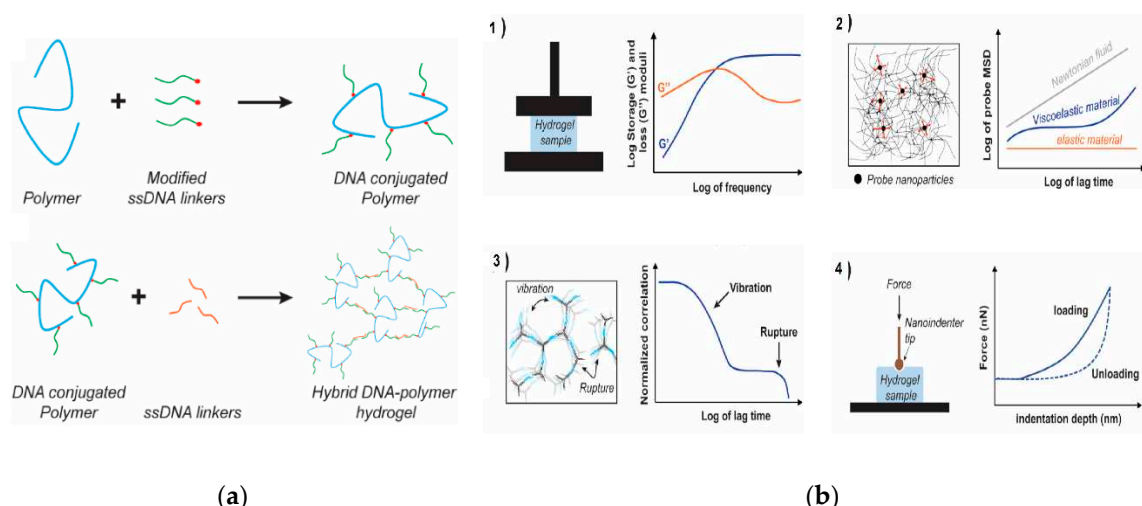 Polymer
Modified
ssDNA linkers
DNA conjugated
Polymer
DNA conjugated
Polymer
ssDNA linkers
Hybrid DNA-polymer
hydrogel
(a)
1)
Hydrogel
sample
Log Storage (G') and
loss (G'') moduli
G''
G'
Log of frequency
2)
Probe nanoparticles
Log of probe MSD
Newtonian fluid
Viscoelastic material
elastic material
Log of lag time
3)
vibration
Rupture
Normalized correlation
Vibration
Rupture
Log of lag time
4)
Force
Nanoindenter
tip
Hydrogel
sample
Force (nN)
loading
Unloading
indentation depth (nm)
(b)